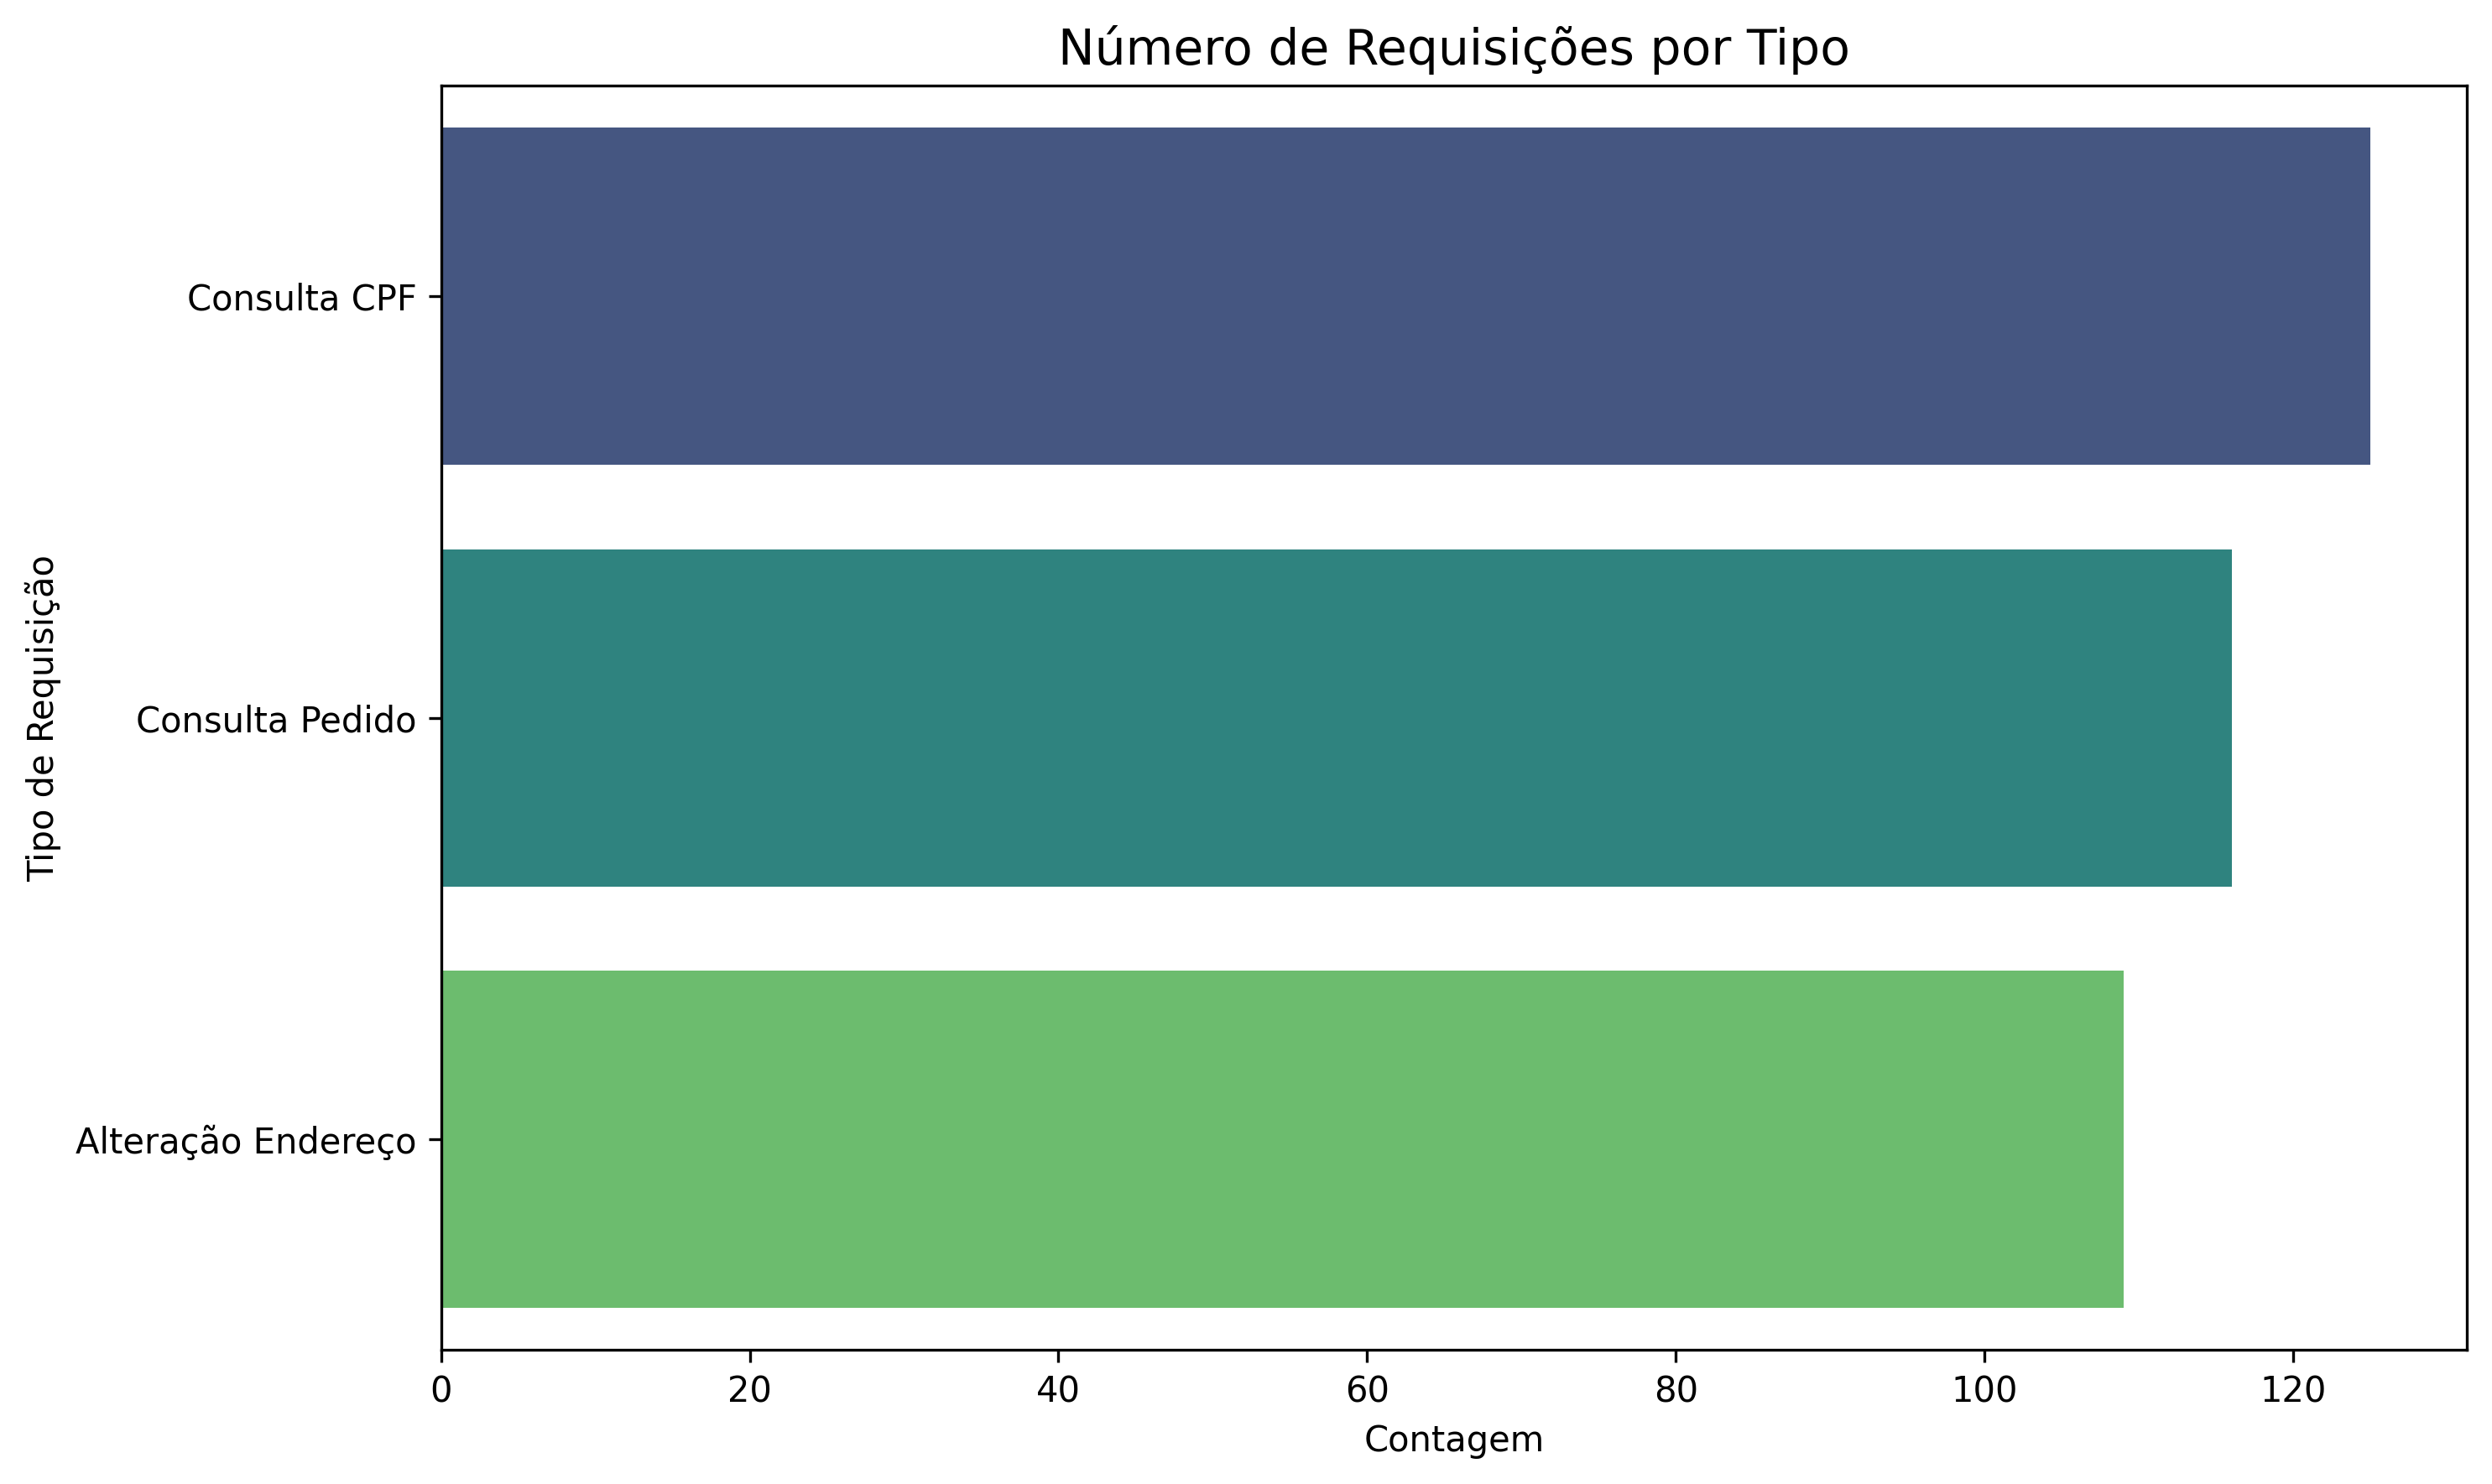 Número de Requisições por Tipo
Tipo de Requisição
Consulta CPF
Consulta Pedido
Alteração Endereço
0 20 40 60 80 100 120
Contagem